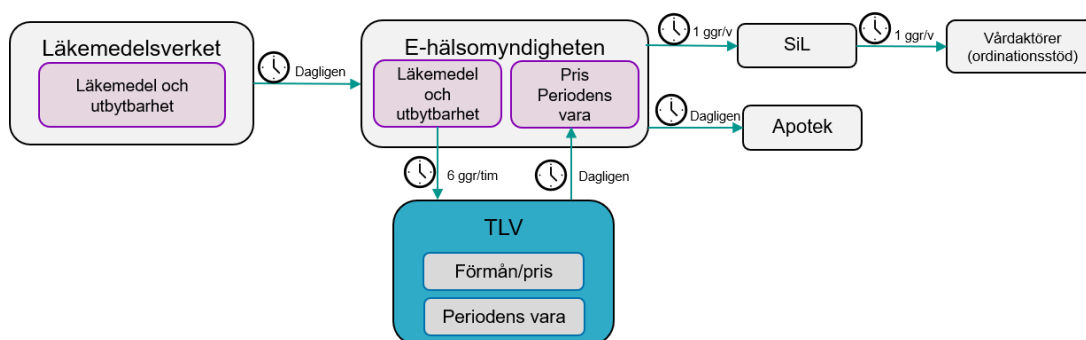 Läkemedelsverket
Läkemedel och
utbytbarhet
Dagligen
E-hälsomyndigheten
Läkemedel
och
utbytbarhet
Pris
Periodens
vara
1 ggr/v
SiL
1 ggr/v
Vårdaktörer
(ordinationsstöd)
Dagligen
Apotek
6 ggr/tim
Dagligen
TLV
Förmån/pris
Periodens vara